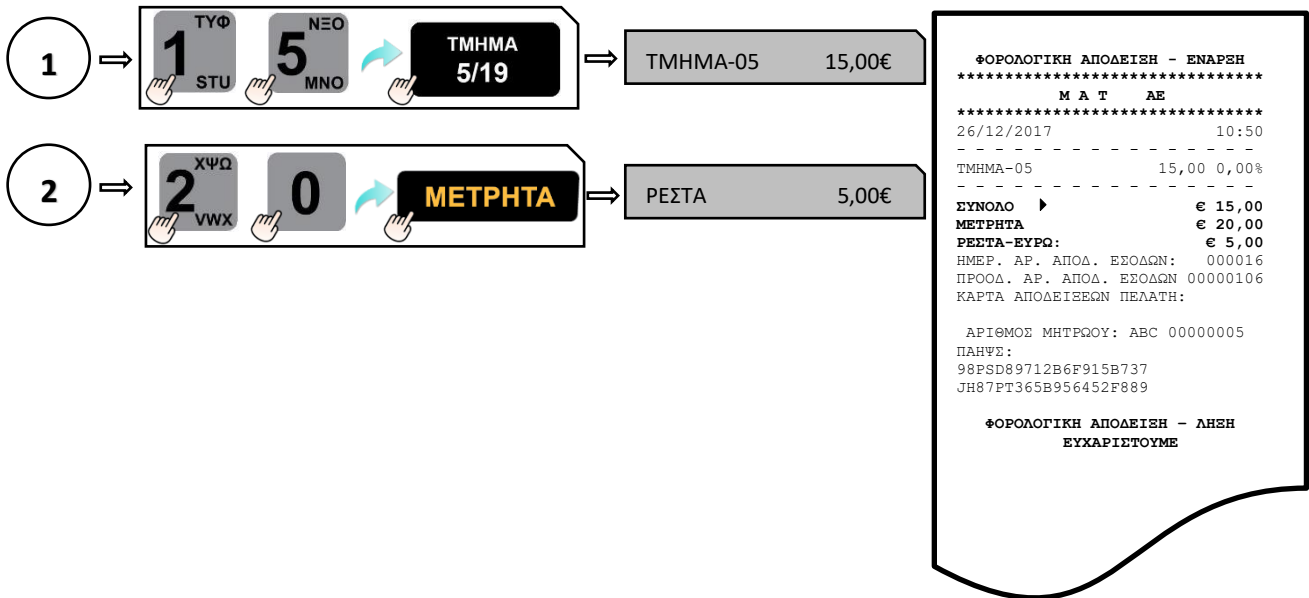 1
ΤΥΦ
1
STU
ΝΞΟ
5
MNO
ΤΜΗΜΑ
5/19
ΤΜΗΜΑ-05 15,00€
2
ΧΨΩ
2
VWX
0
ΜΕΤΡΗΤΑ
ΡΕΣΤΑ 5,00€
ΦΟΡΟΛΟΓΙΚΗ ΑΠΟΔΕΙΞΗ - ΕΝΑΡΞΗ
********************************
Μ Α Τ ΑΕ
********************************
26/12/2017 10:50
- - - - - - - - - - - - - - - -
ΤΜΗΜΑ-05 15,00 0,00%
- - - - - - - - - - - - - - - -
ΣΥΝΟΛΟ € 15,00
ΜΕΤΡΗΤΑ € 20,00
ΡΕΣΤΑ-ΕΥΡΩ: € 5,00
ΗΜΕΡ. ΑΡ. ΑΠΟΔ. ΕΣΟΔΩΝ: 000016
ΠΡΟΟΔ. ΑΡ. ΑΠΟΔ. ΕΣΟΔΩΝ 00000106
ΚΑΡΤΑ ΑΠΟΔΕΙΞΕΩΝ ΠΕΛΑΤΗ:
ΑΡΙΘΜΟΣ ΜΗΤΡΩΟΥ: ABC 00000005
ΠΑΗΨΣ:
98PSD89712B6F915B737
JH87PT365B956452F889
ΦΟΡΟΛΟΓΙΚΗ ΑΠΟΔΕΙΞΗ – ΛΗΞΗ
ΕΥΧΑΡΙΣΤΟΥΜΕ